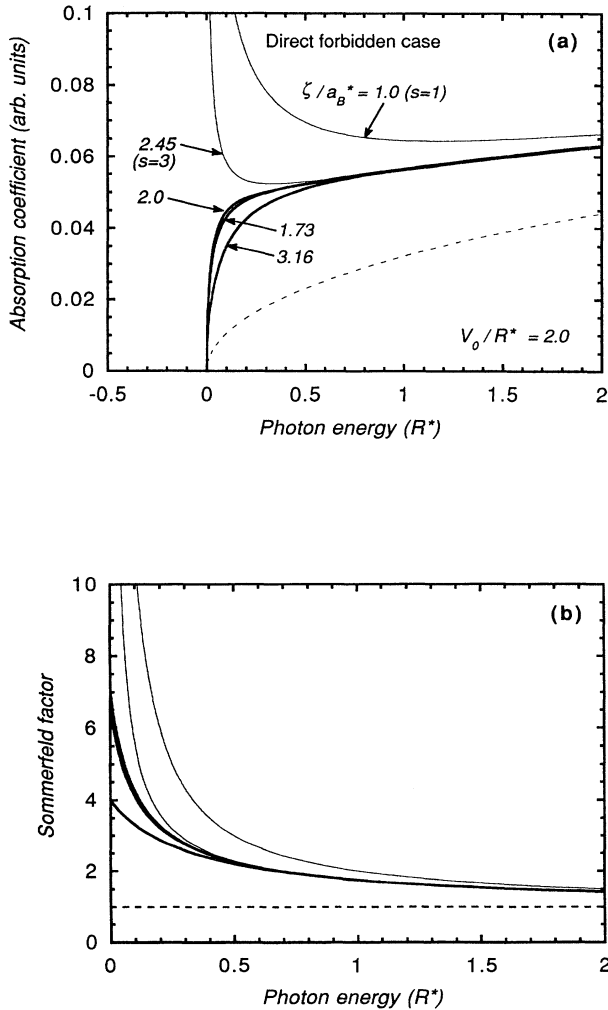 0.1
Direct forbidden case
(a)
ζ / a_B* = 1.0 (s=1)
0.08
0.06
2.45
(s=3)
2.0
1.73
3.16
0.04
0.02
0
V_0 / R* = 2.0
Absorption coefficient (arb. units)
-0.5 0 0.5 1 1.5 2
Photon energy (R*)
10
(b)
8
6
4
2
0
Sommerfeld factor
0 0.5 1 1.5 2
Photon energy (R*)